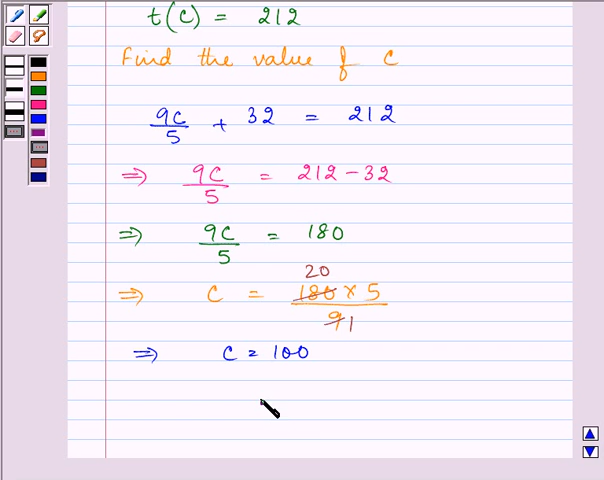 t(C) = 212
Find the value of C
9C/5 + 32 = 212
⇒ 9C/5 = 212 - 32
⇒ 9C/5 = 180
20
⇒ C = 180 × 5 / 9 1
⇒ C = 100